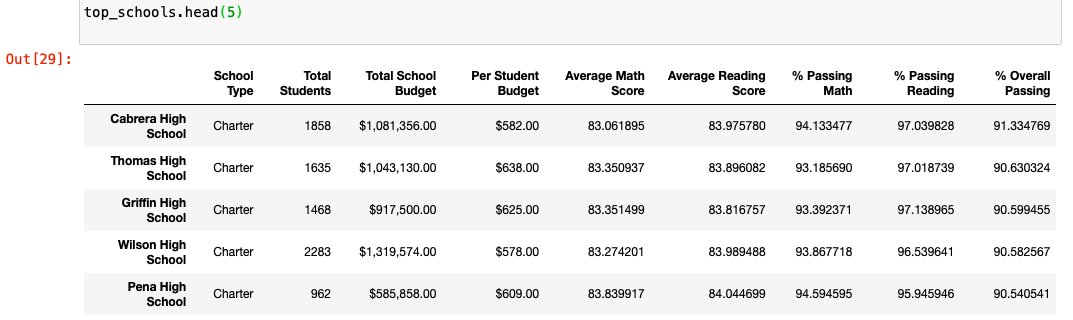 top_schools.head(5)
Out[29]:
School Type Total Students Total School Budget Per Student Budget Average Math Score Average Reading Score % Passing Math % Passing Reading % Overall Passing
Cabrera High School Charter 1858 $1,081,356.00 $582.00 83.061895 83.975780 94.133477 97.039828 91.334769
Thomas High School Charter 1635 $1,043,130.00 $638.00 83.350937 83.896082 93.185690 97.018739 90.630324
Griffin High School Charter 1468 $917,500.00 $625.00 83.351499 83.816757 93.392371 97.138965 90.599455
Wilson High School Charter 2283 $1,319,574.00 $578.00 83.274201 83.989488 93.867718 96.539641 90.582567
Pena High School Charter 962 $585,858.00 $609.00 83.839917 84.044699 94.594595 95.945946 90.540541